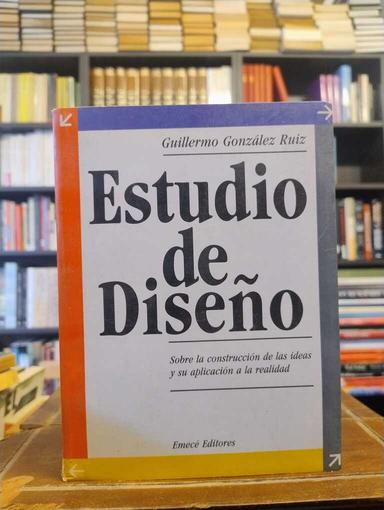 Guillermo González Ruiz
Estudio
de
Diseño
Sobre la construcción de las ideas
y su aplicación a la realidad
Emecé Editores